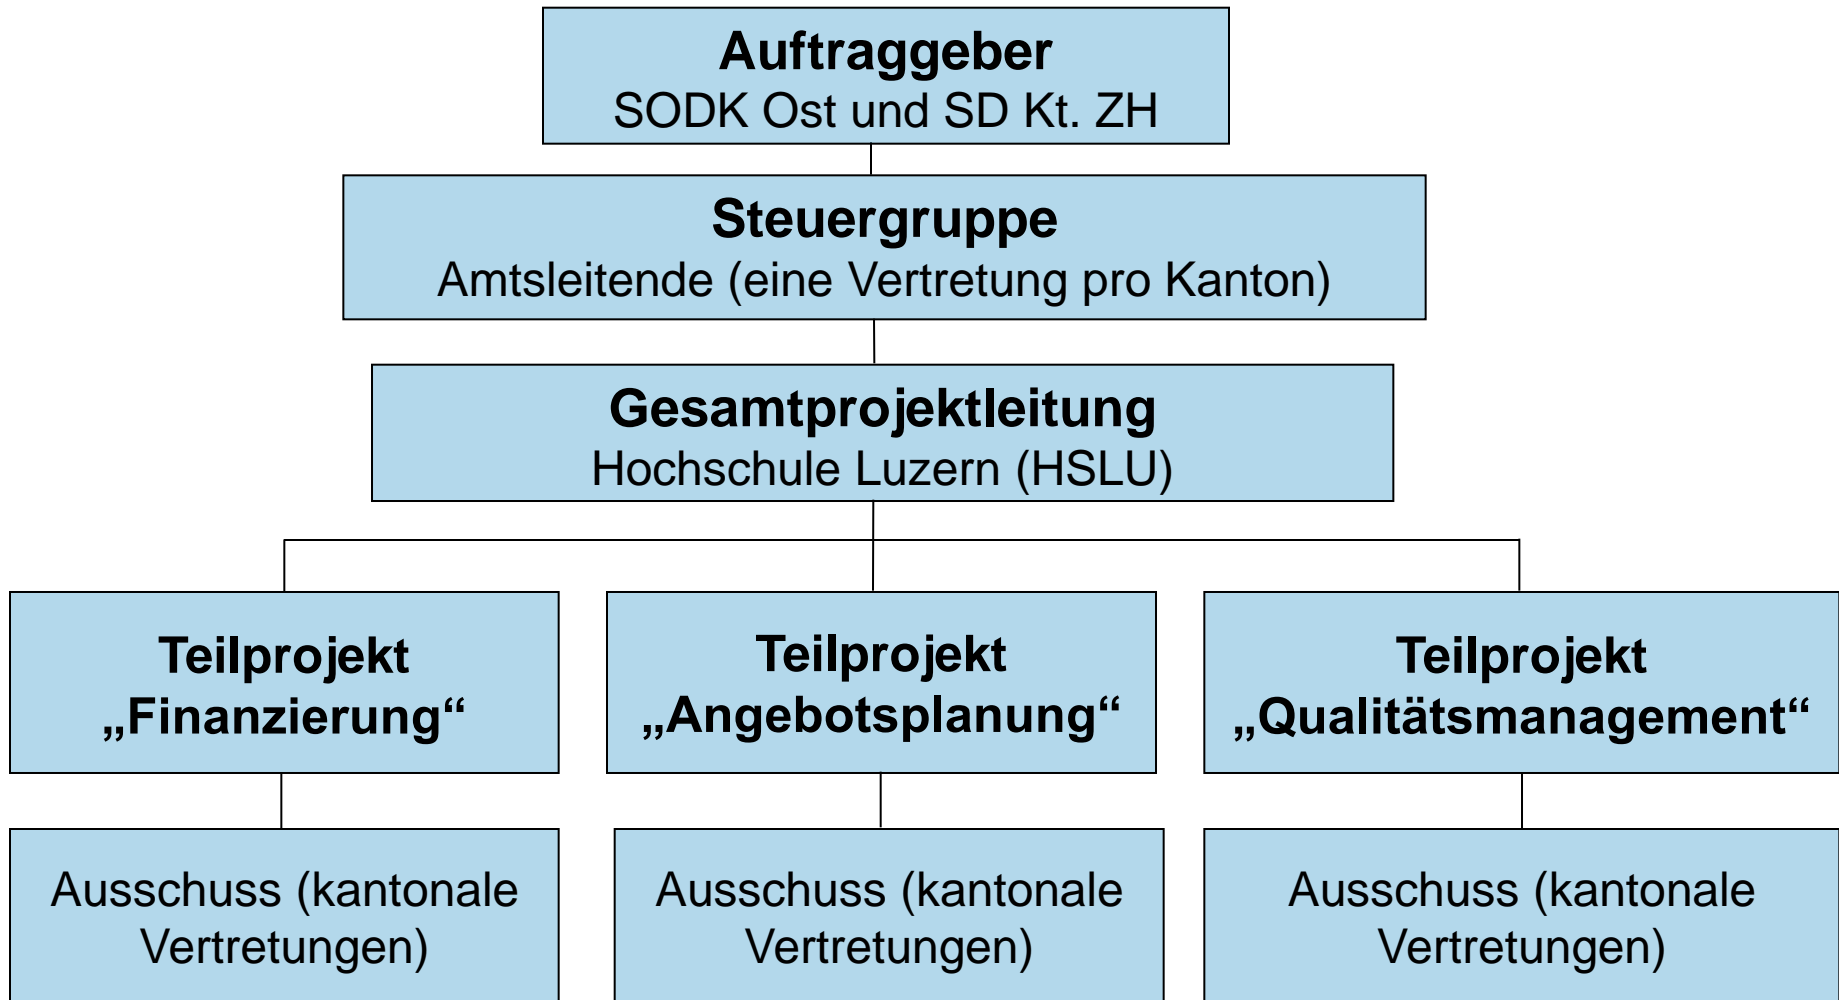 Auftraggeber
SODK Ost und SD Kt. ZH
Steuergruppe
Amtsleitende (eine Vertretung pro Kanton)
Gesamtprojektleitung
Hochschule Luzern (HSLU)
Teilprojekt
„Finanzierung“
Teilprojekt
„Angebotsplanung“
Teilprojekt
„Qualitätsmanagement“
Ausschuss (kantonale
Vertretungen)
Ausschuss (kantonale
Vertretungen)
Ausschuss (kantonale
Vertretungen)